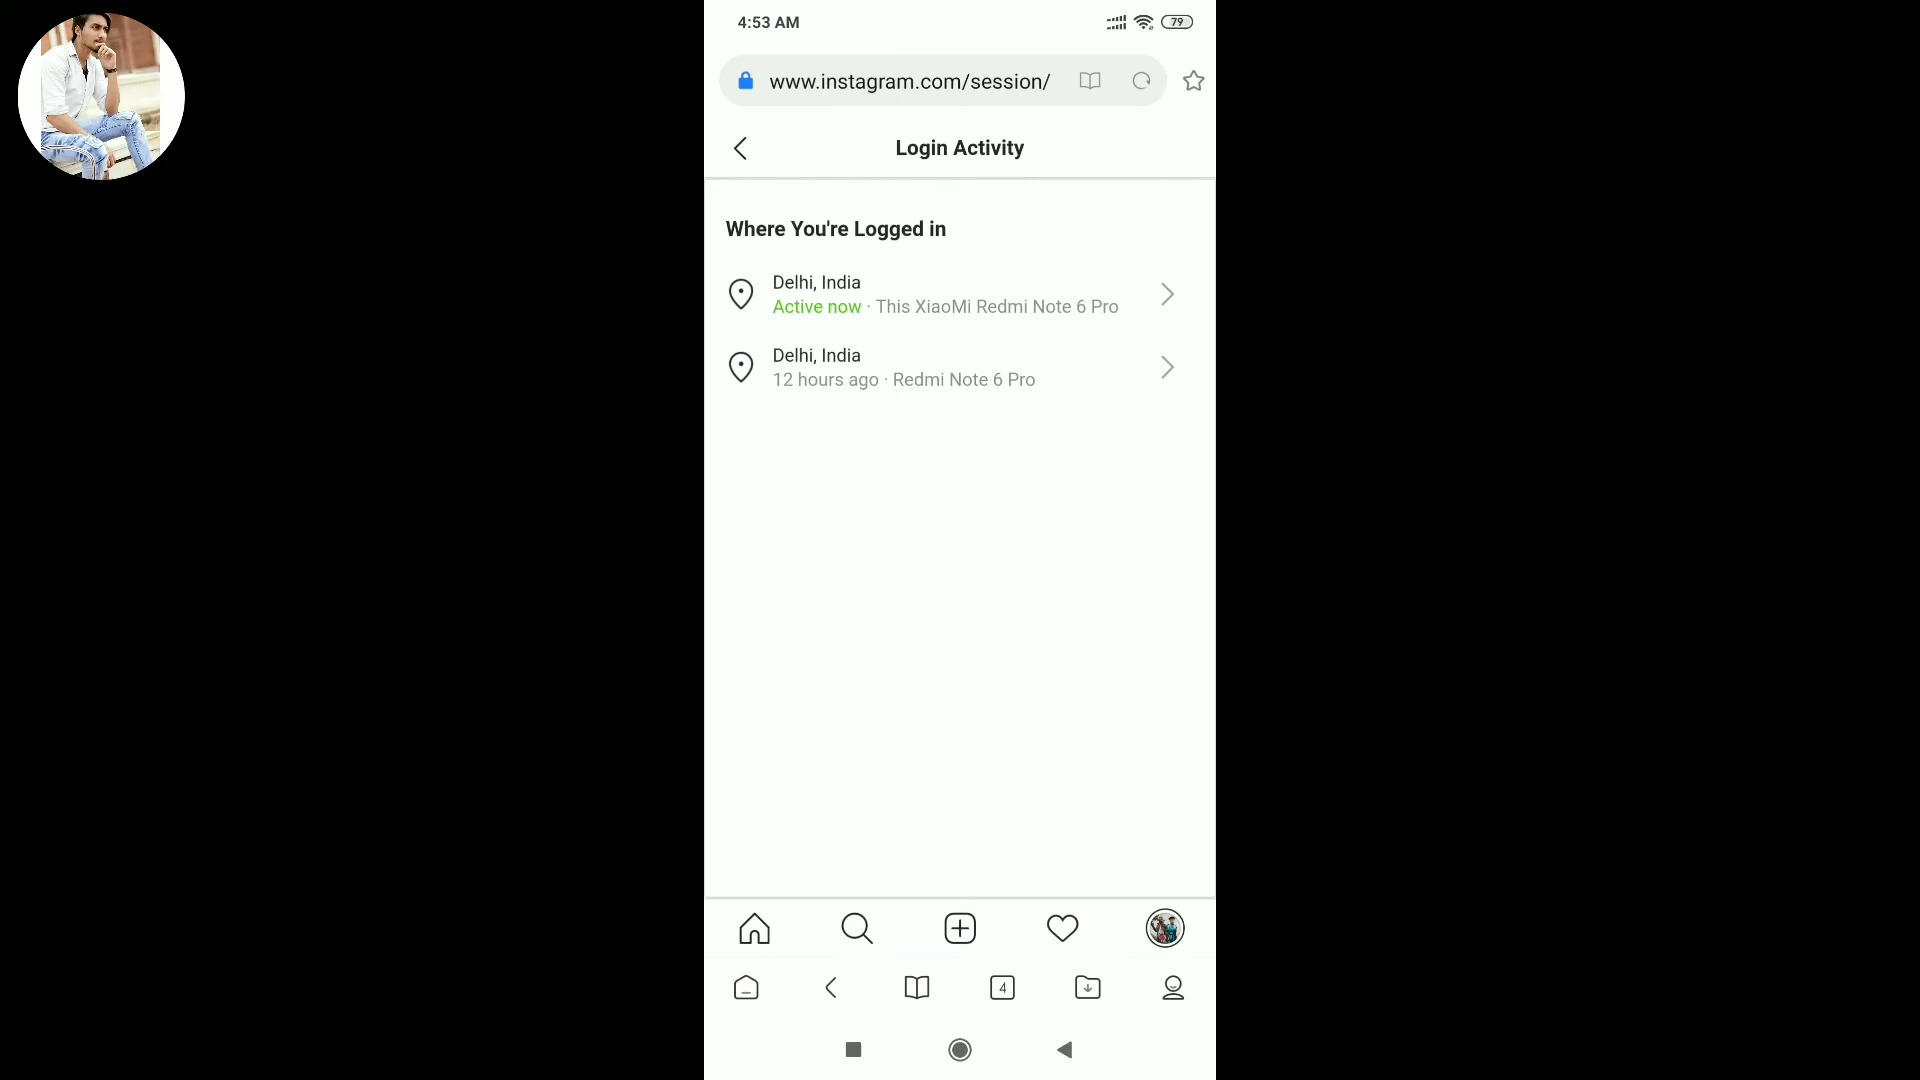 4:53 AM
79
www.instagram.com/session/
Login Activity
Where You're Logged in
Delhi, India
Active now · This XiaoMi Redmi Note 6 Pro
Delhi, India
12 hours ago · Redmi Note 6 Pro
4